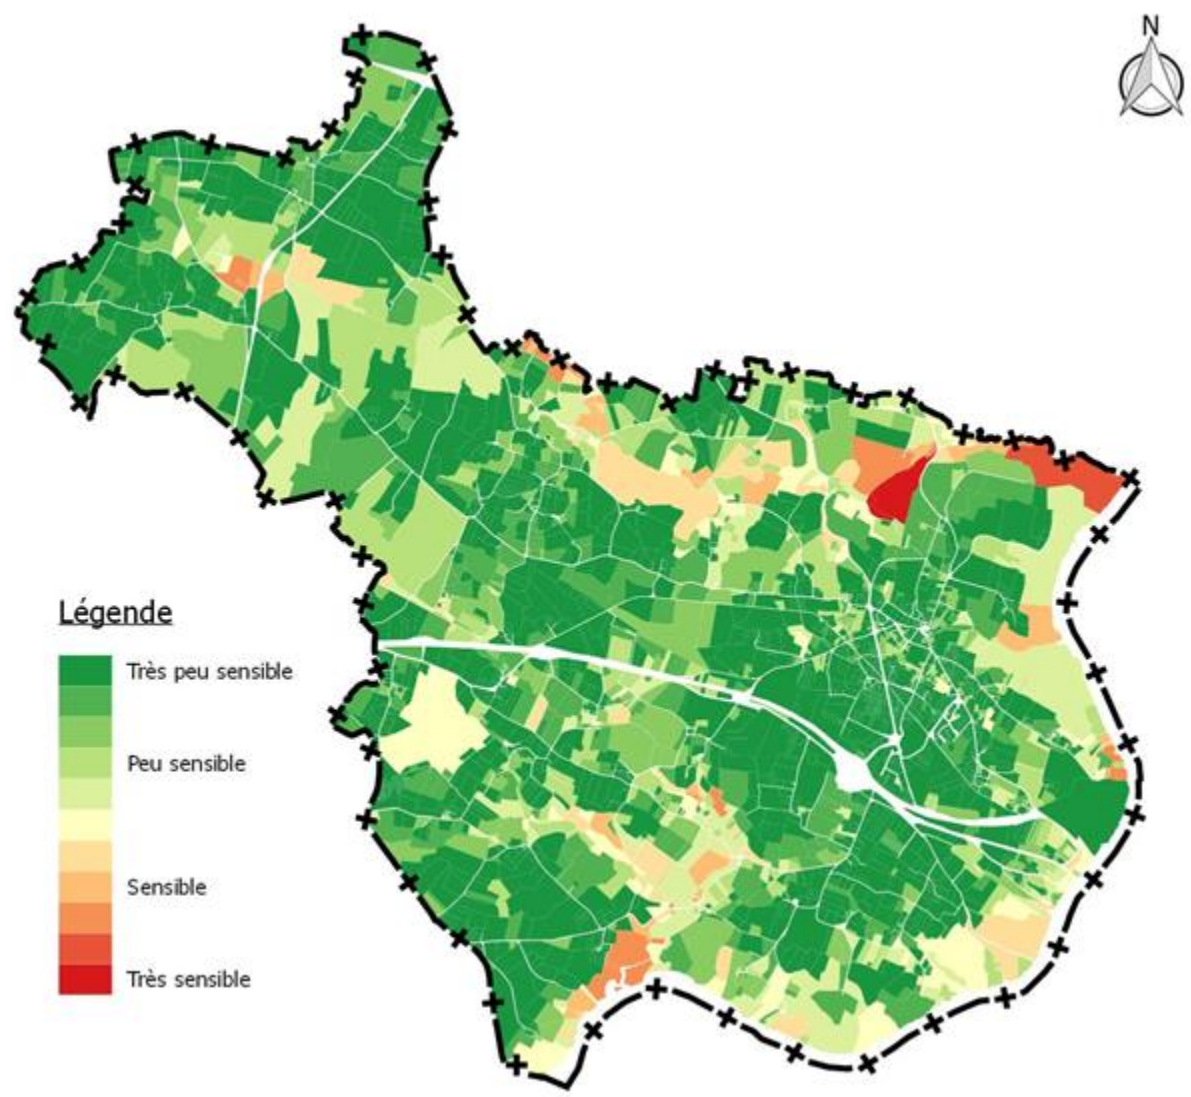 N
Légende
Très peu sensible
Peu sensible
Sensible
Très sensible